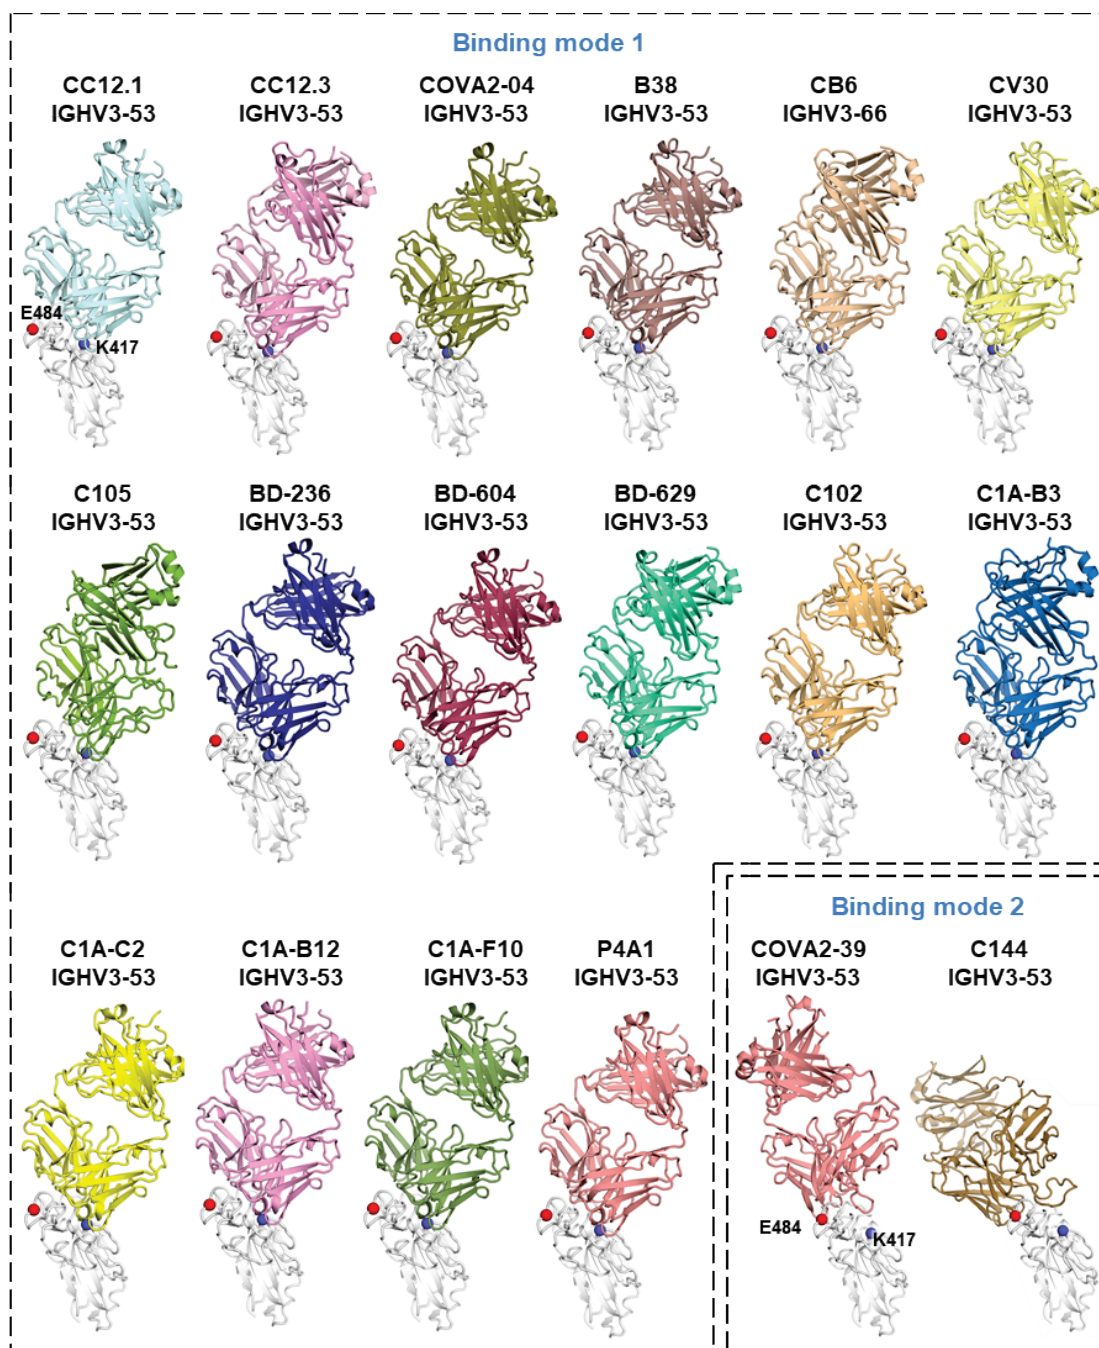 Binding mode 1
CC12.1
IGHV3-53
CC12.3
IGHV3-53
COVA2-04
IGHV3-53
B38
IGHV3-53
CB6
IGHV3-66
CV30
IGHV3-53
E484
K417
C105
IGHV3-53
BD-236
IGHV3-53
BD-604
IGHV3-53
BD-629
IGHV3-53
C102
IGHV3-53
C1A-B3
IGHV3-53
C1A-C2
IGHV3-53
C1A-B12
IGHV3-53
C1A-F10
IGHV3-53
P4A1
IGHV3-53
Binding mode 2
COVA2-39
IGHV3-53
C144
IGHV3-53
E484
K417